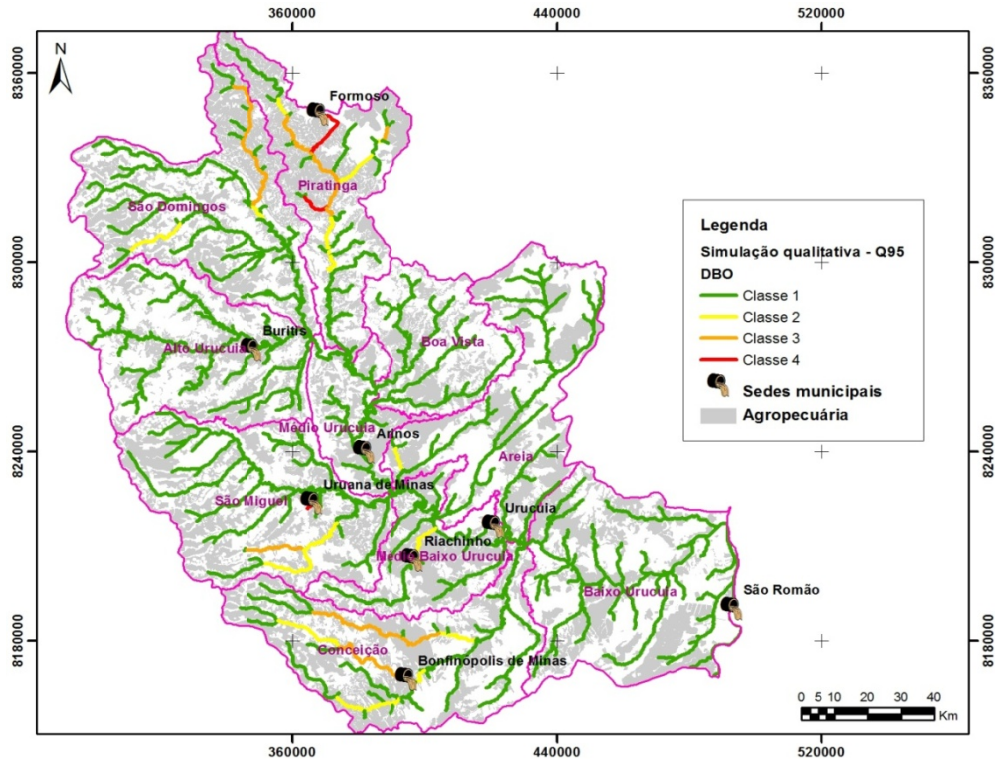 360000
440000
520000
8360000
8360000
N
Formoso
Piratinga
São Domingos
Legenda
Simulação qualitativa - Q95
DBO
Classe 1
Classe 2
Classe 3
Classe 4
Sedes municipais
Agropecuária
8300000
8300000
Buritis
Alto Urucuia
Boa Vista
Médio Urucuia
Arinos
8240000
8240000
Areia
Uruana de Minas
São Miguel
Urucuia
Riachinho
Médio Baixo Urucuia
Baixo Urucuia
São Romão
8180000
8180000
Conceição
Bonfinópolis de Minas
0 5 10 20 30 40
Km
360000
440000
520000